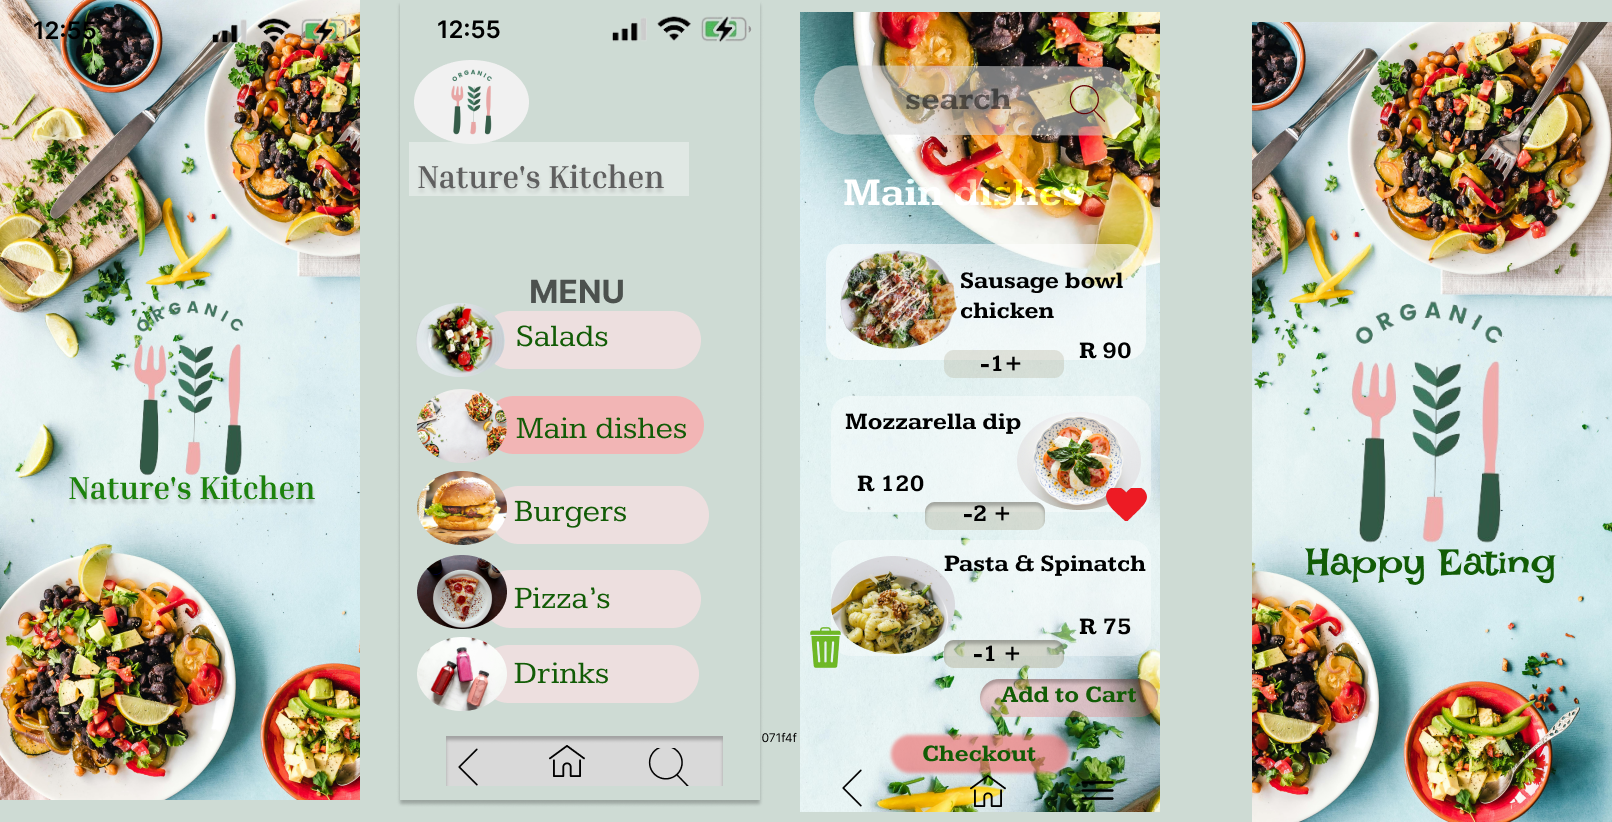 12:55
ORGANIC
Nature's Kitchen
12:55
ORGANIC
Nature's Kitchen
MENU
Salads
Main dishes
Burgers
Pizza's
Drinks
071f4f
search
Main dishes
Sausage bowl
chicken
R 90
-1+
Mozzarella dip
R 120
-2 +
Pasta & Spinatch
R 75
-1 +
Add to Cart
Checkout
ORGANIC
Happy Eating